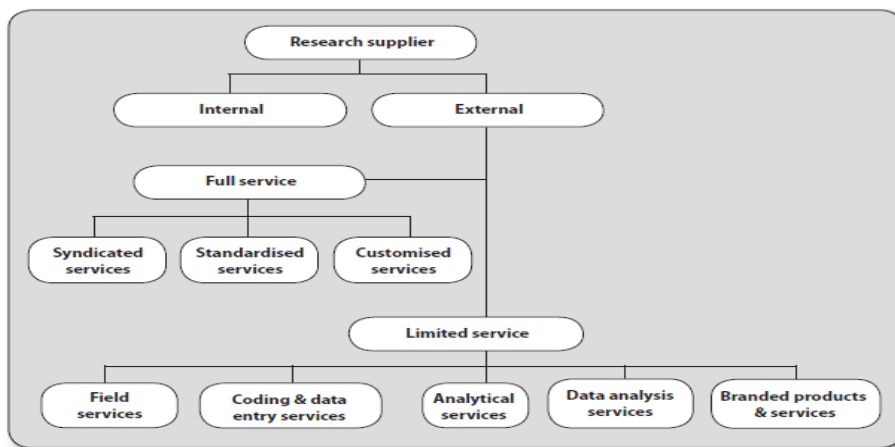 Research supplier
Internal
External
Full service
Syndicated
services
Standardised
services
Customised
services
Limited service
Field
services
Coding & data
entry services
Analytical
services
Data analysis
services
Branded products
& services